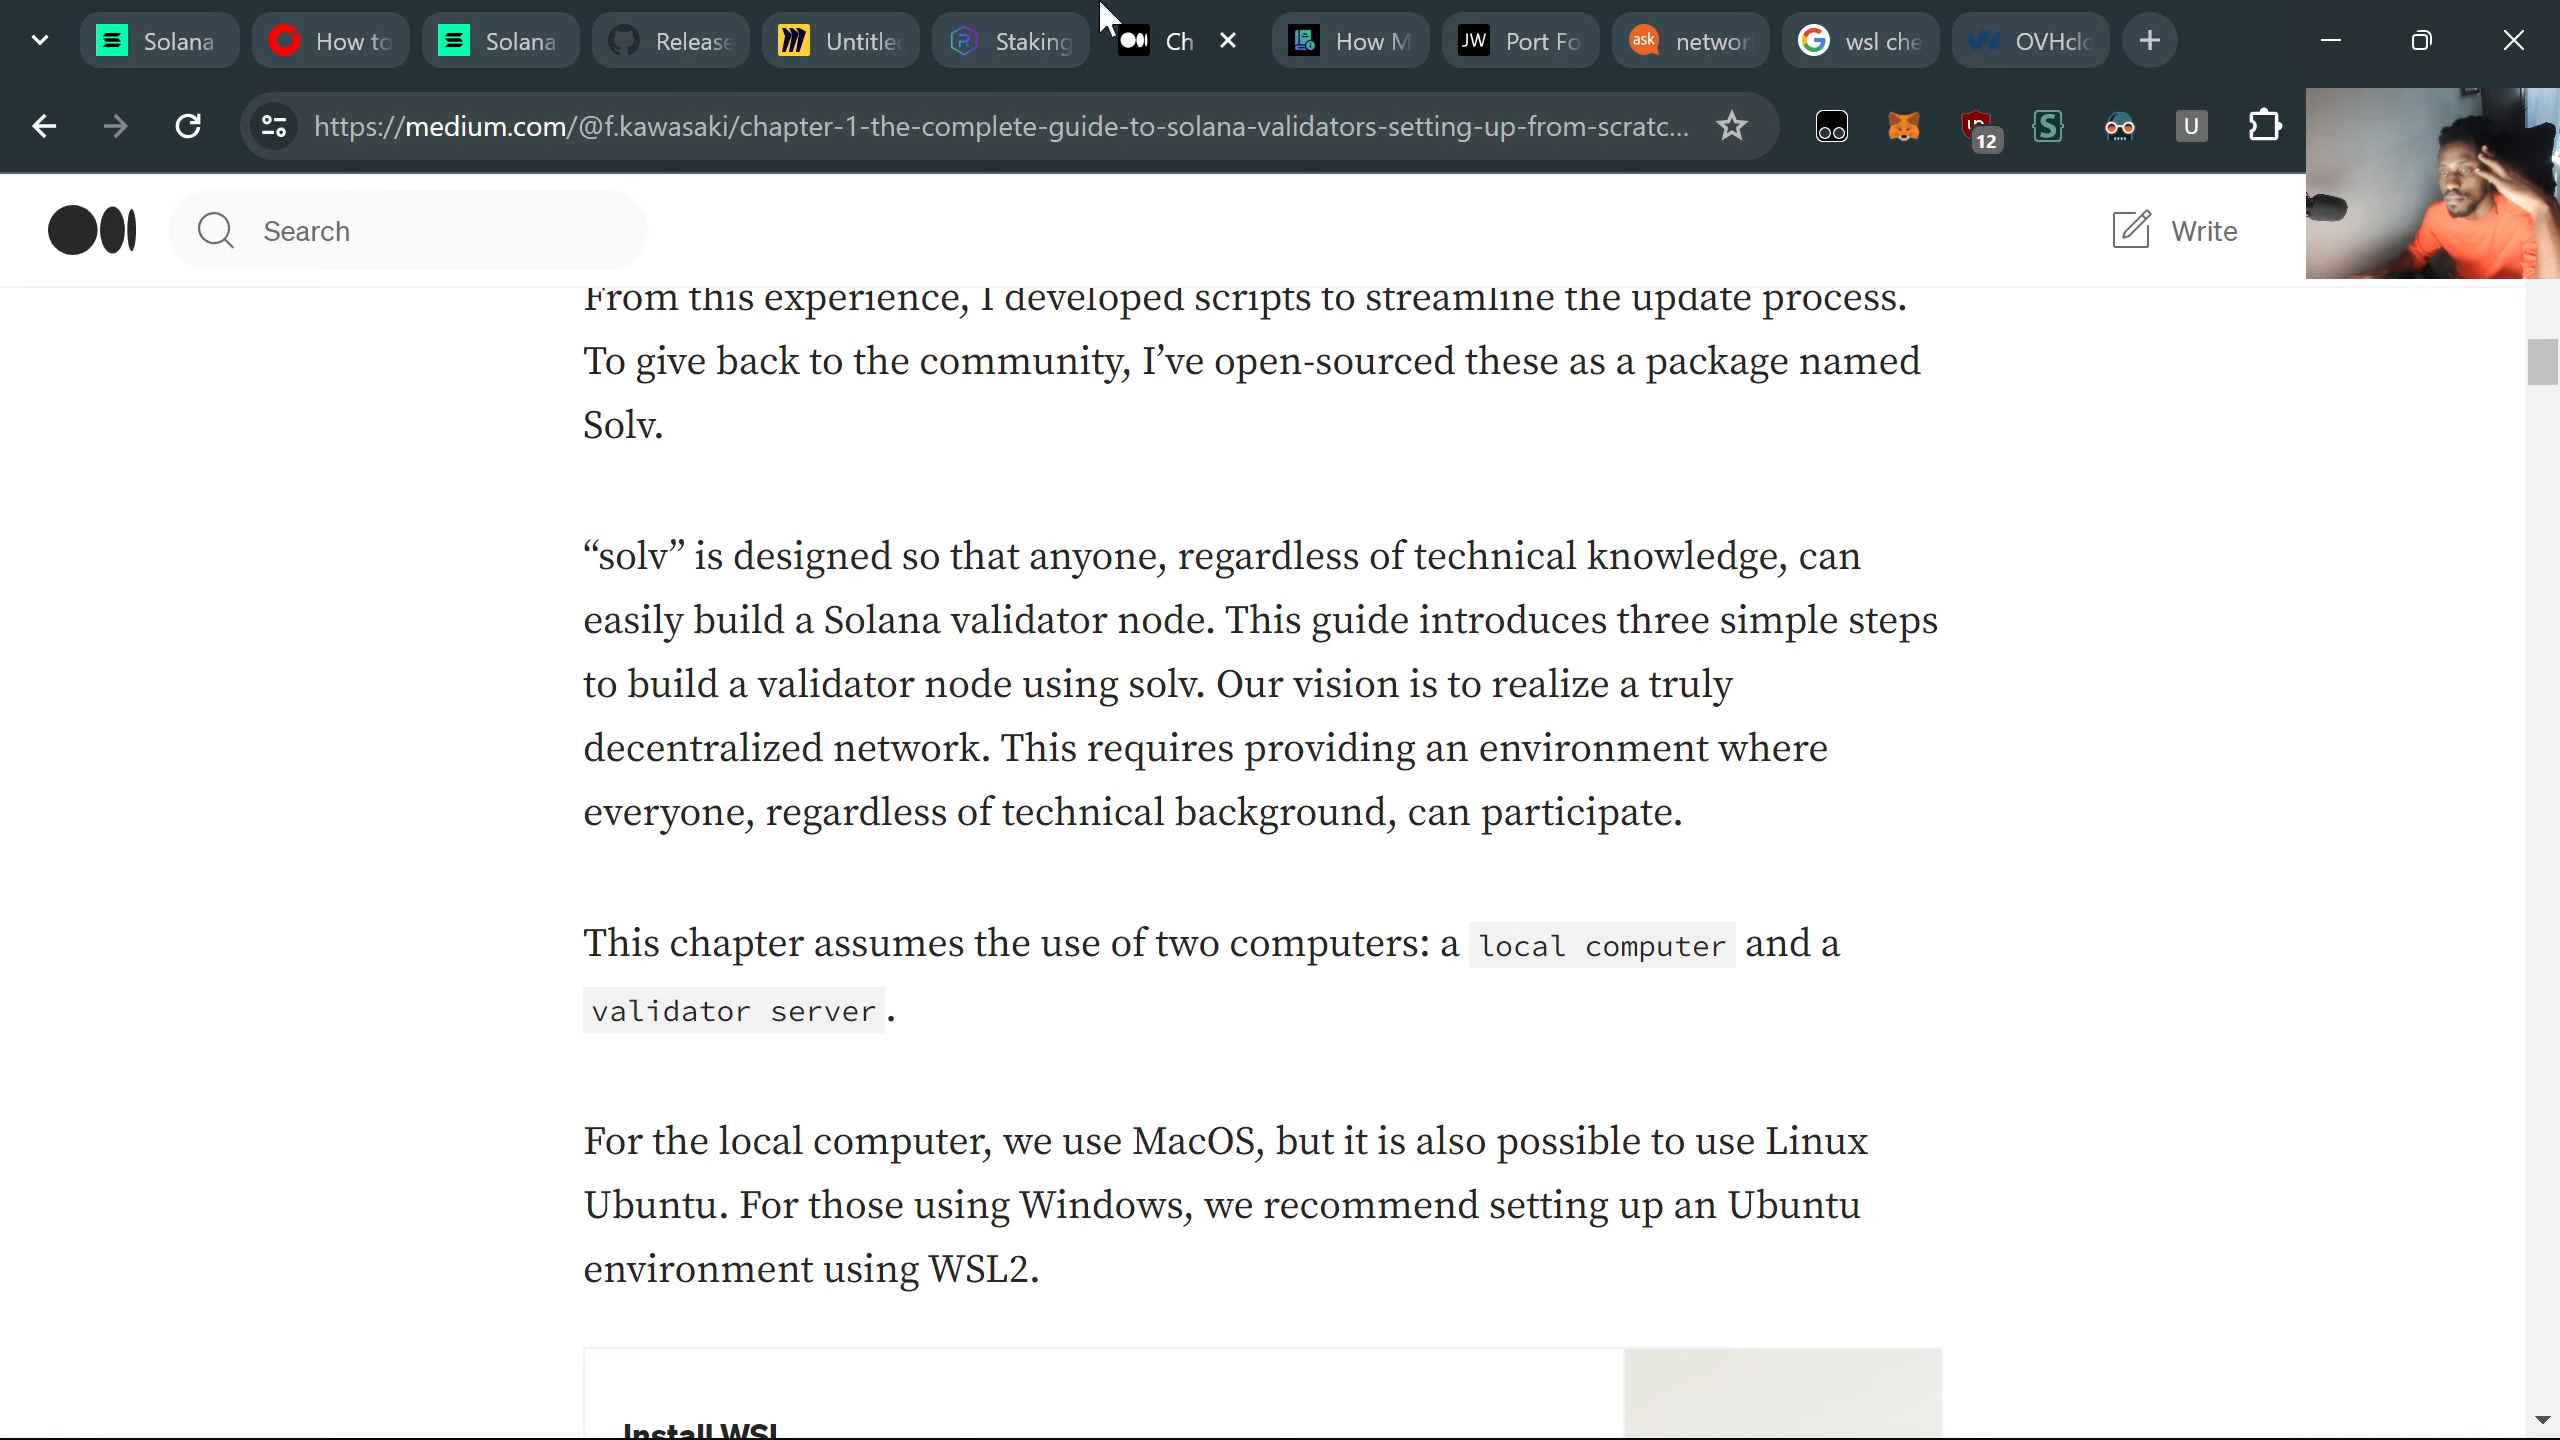 Solana
How to
Solana
Release
Untitled
Staking
Ch
How M
JW
Port Fo
ask
networ
wsl che
OVHclo
https://medium.com/@f.kawasaki/chapter-1-the-complete-guide-to-solana-validators-setting-up-from-scratc...
12
S
U
Search
Write
From this experience, I developed scripts to streamline the update process.
To give back to the community, I’ve open-sourced these as a package named
Solv.
“solv” is designed so that anyone, regardless of technical knowledge, can
easily build a Solana validator node. This guide introduces three simple steps
to build a validator node using solv. Our vision is to realize a truly
decentralized network. This requires providing an environment where
everyone, regardless of technical background, can participate.
This chapter assumes the use of two computers: a local computer and a
validator server.
For the local computer, we use MacOS, but it is also possible to use Linux
Ubuntu. For those using Windows, we recommend setting up an Ubuntu
environment using WSL2.
Install WSL